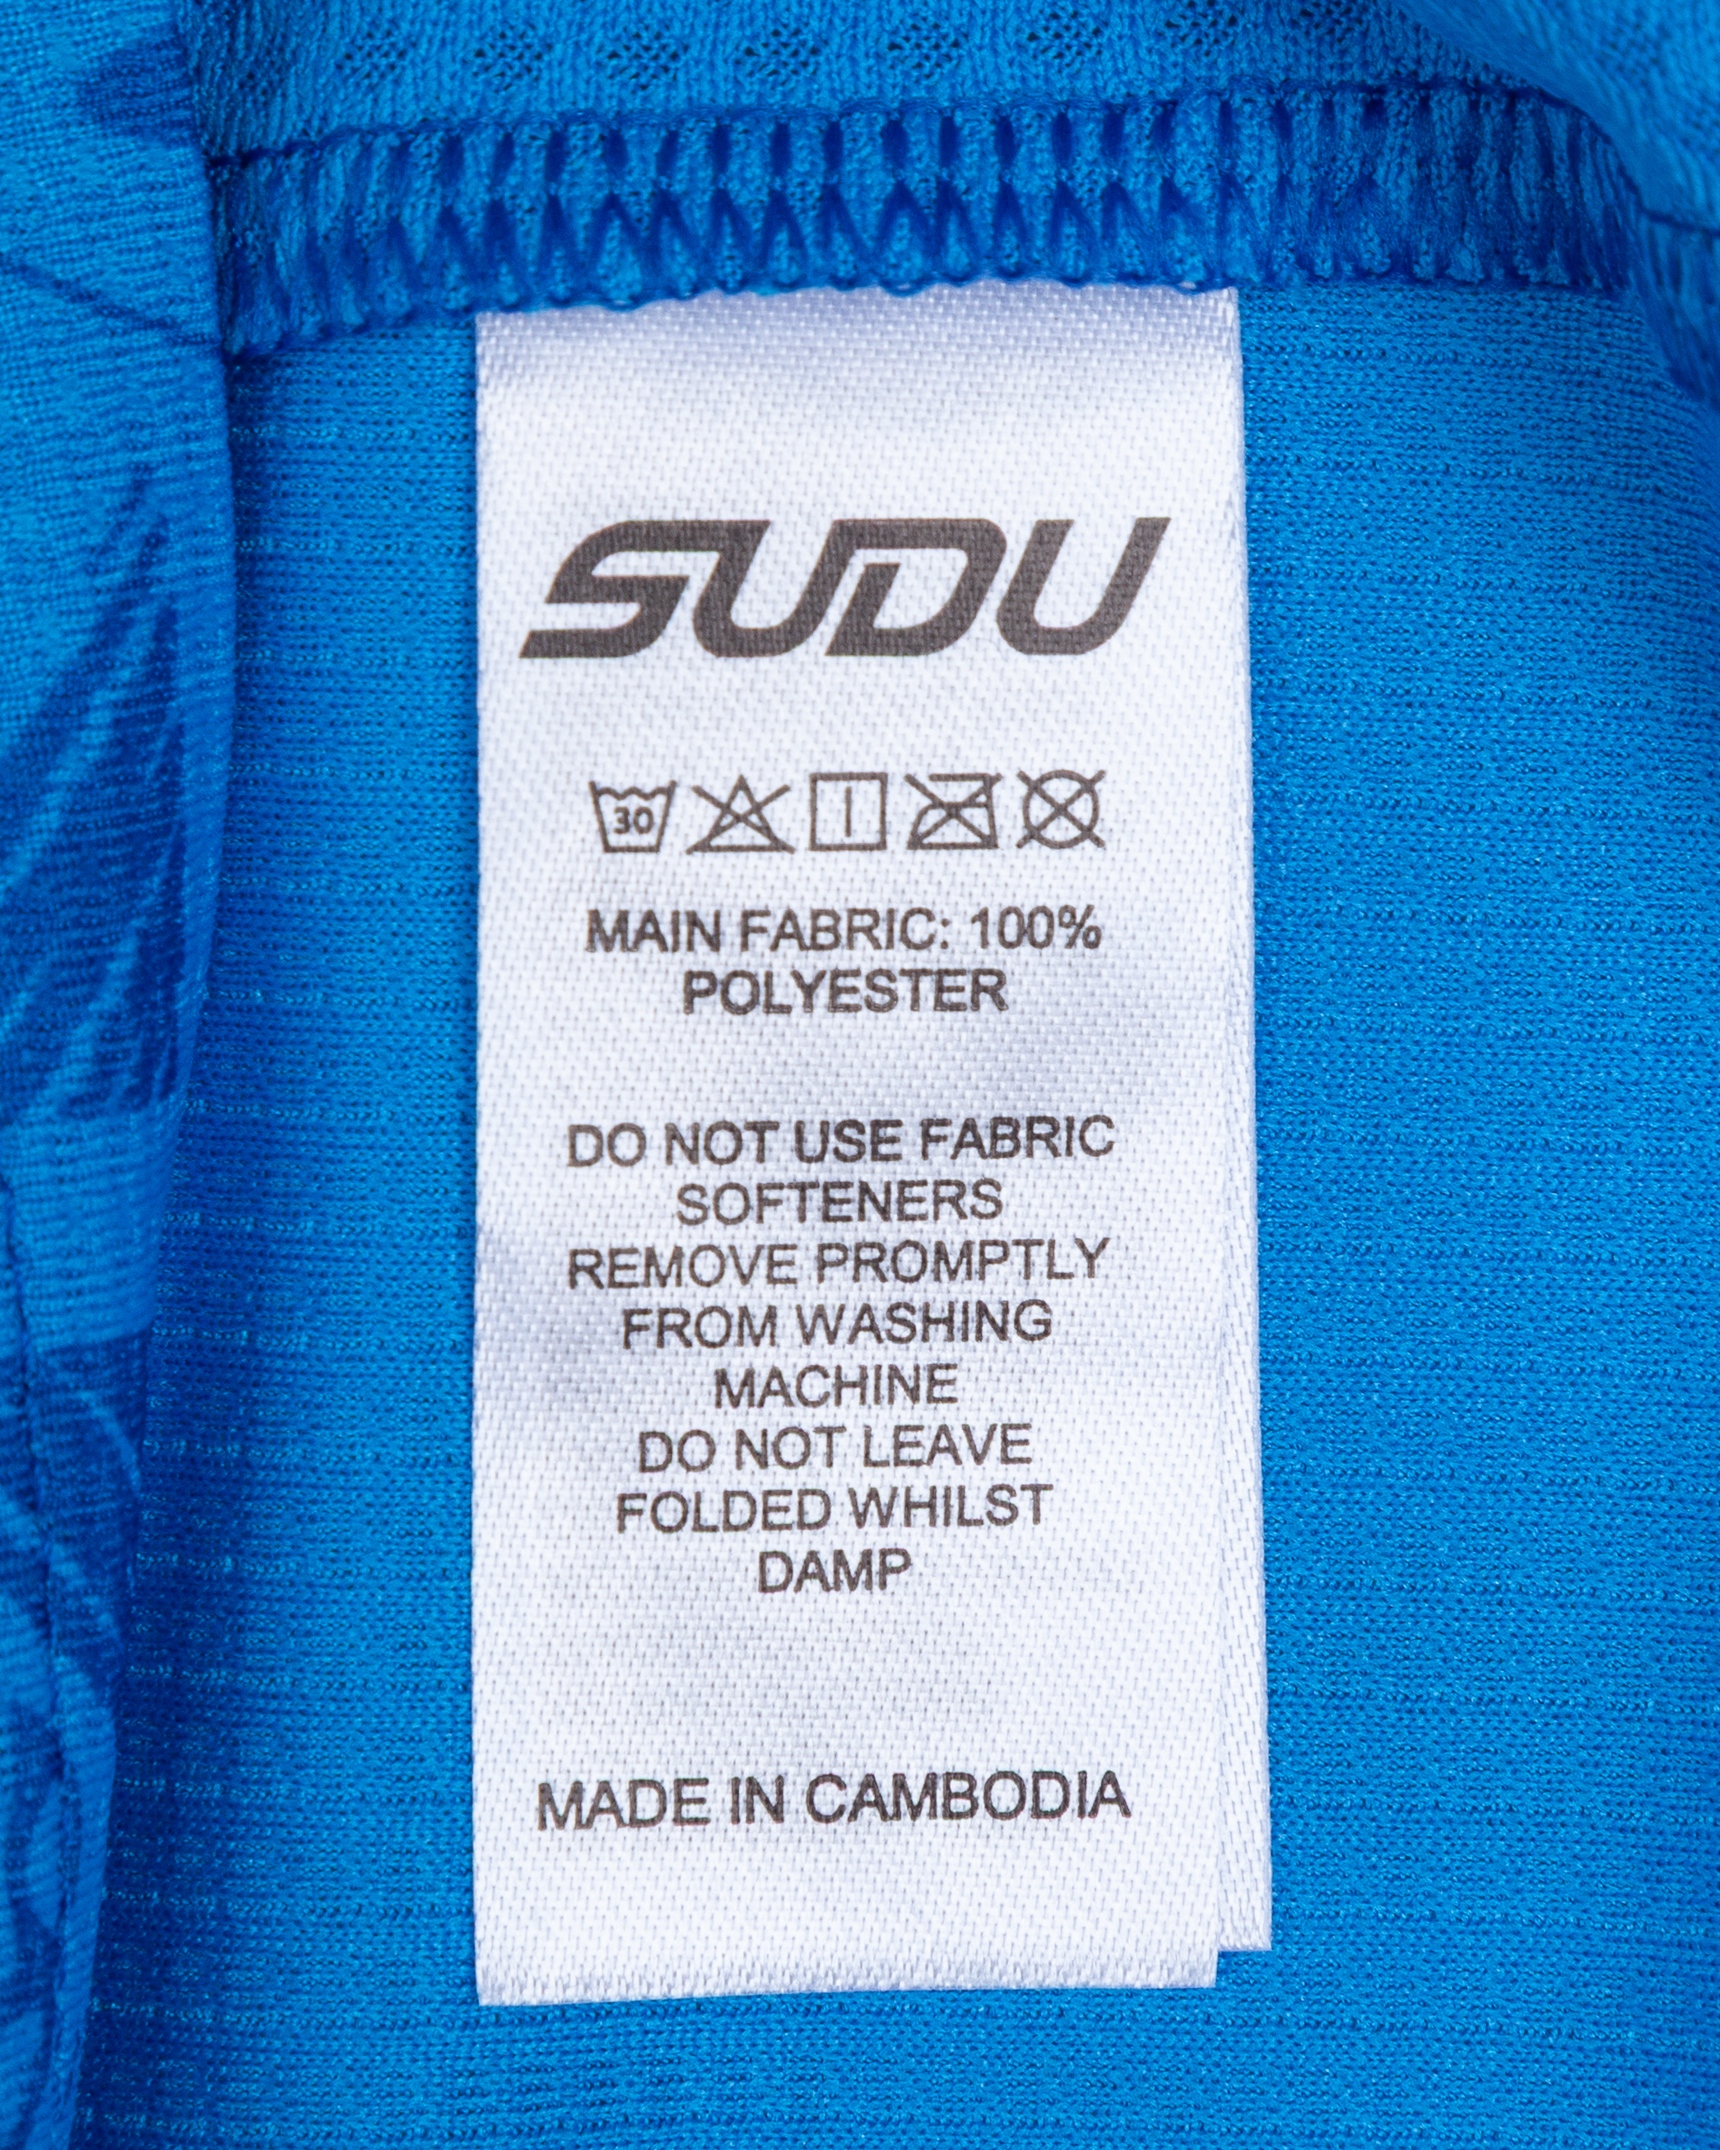 SUDU
30
MAIN FABRIC: 100%
POLYESTER
DO NOT USE FABRIC
SOFTENERS
REMOVE PROMPTLY
FROM WASHING
MACHINE
DO NOT LEAVE
FOLDED WHILST
DAMP
MADE IN CAMBODIA